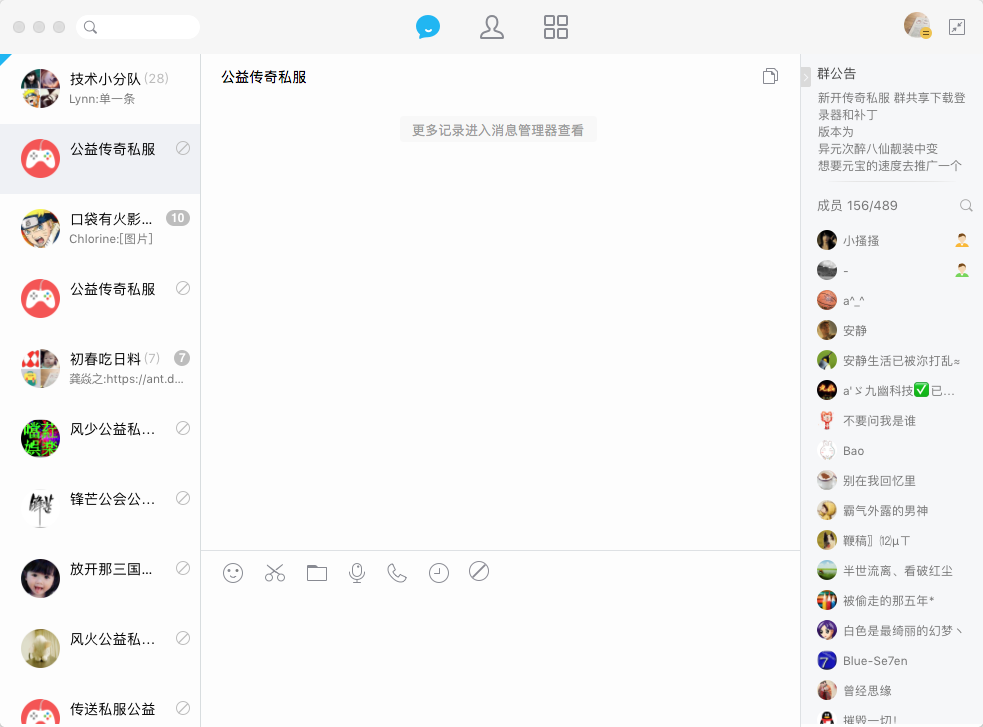 技术小分队 (28)
Lynn:单一条
公益传奇私服
口袋有火影... 10
Chlorine:[图片]
公益传奇私服
初春吃日料 (7) 7
龚焱之:https://ant.d...
风少公益私...
锋芒公会公...
放开那三国...
风火公益私...
传送私服公益
公益传奇私服
更多记录进入消息管理器查看
群公告
新开传奇私服 群共享下载登
录器和补丁
版本为
异元次醉八仙靓装中变
想要元宝的速度去推广一个
成员 156/489
小搔搔
-
a^_^
安静
安静生活已被沵打乱≈
a'ゞ九幽科技✅已...
不要问我是谁
Bao
别在我回忆里
霸气外露的男神
鞭稿〗⑿μㄒ
半世流离、看破红尘
被偷走的那五年*
白色是最绮丽的幻梦丶
Blue-Se7en
曾经思缘
摧毁一切!